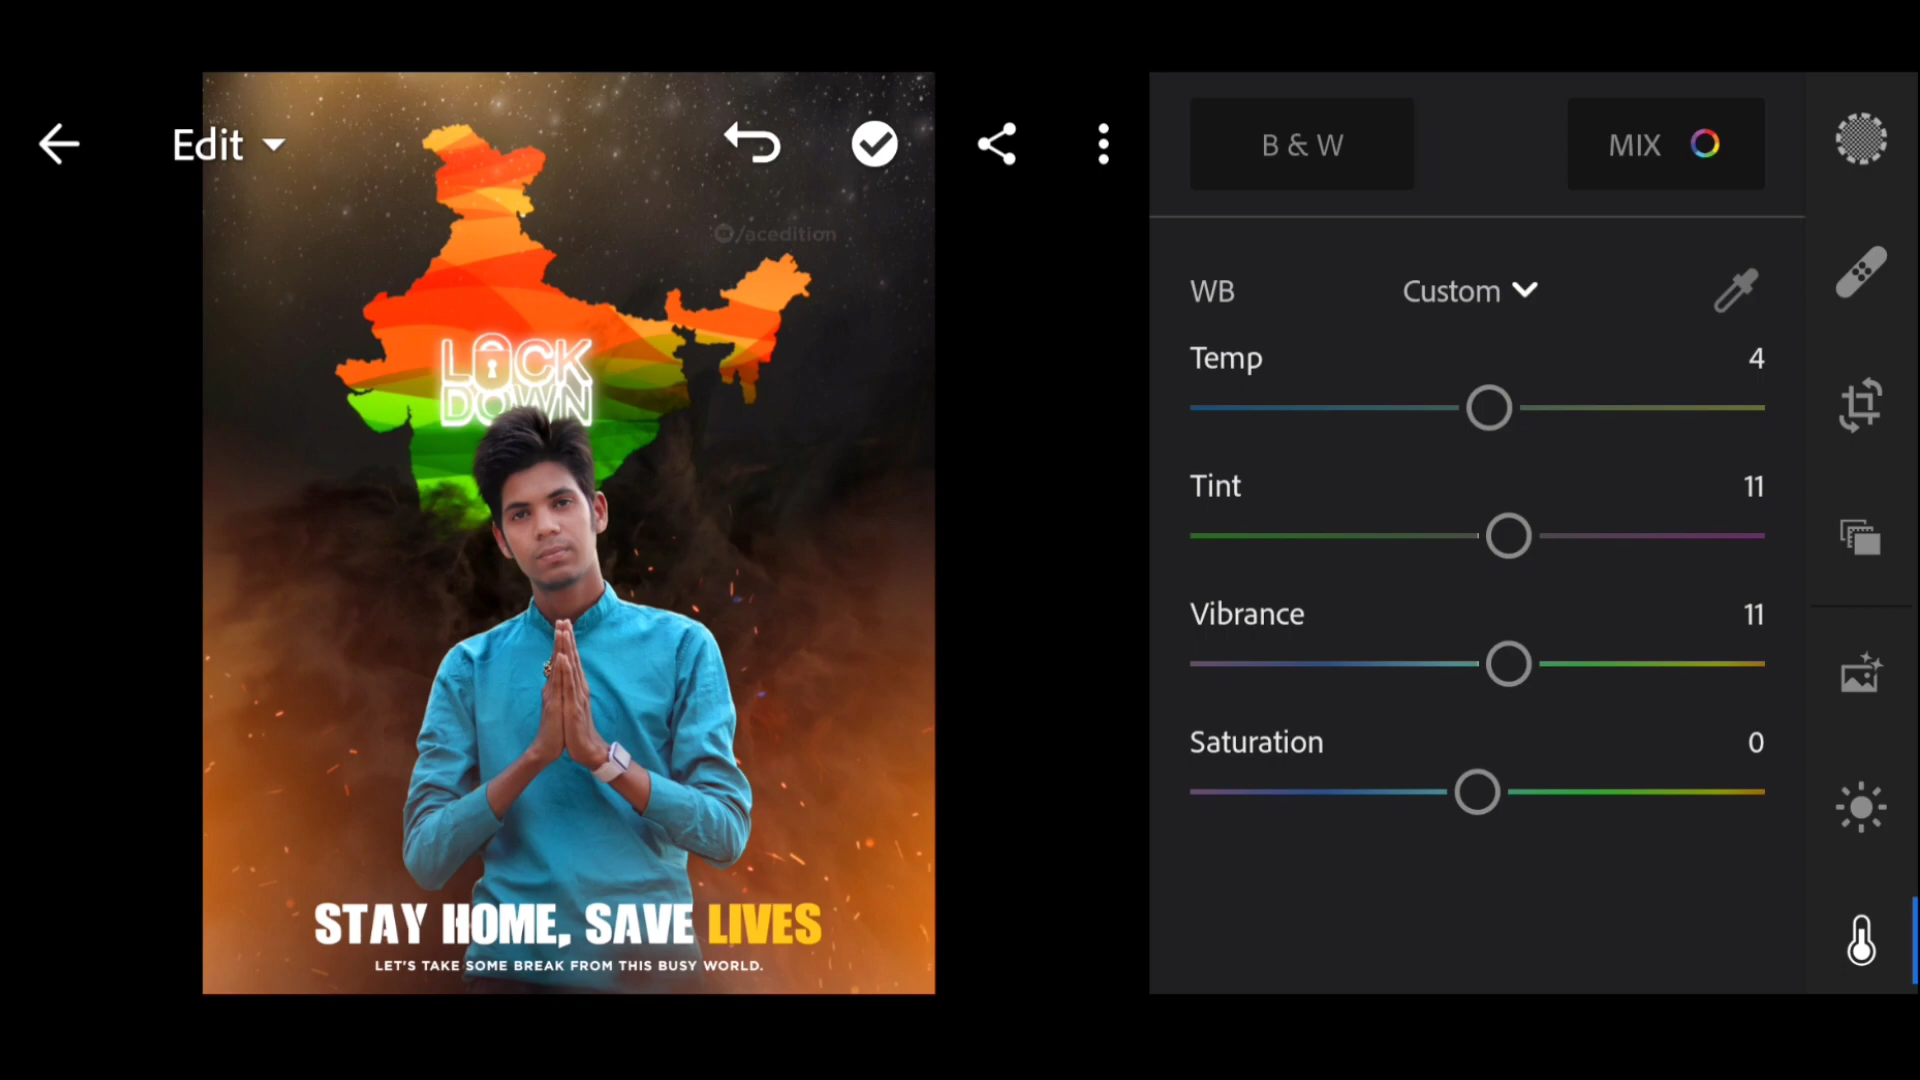 Edit
B & W
MIX
/acedition
WB
Custom
Temp
4
Tint
11
Vibrance
11
Saturation
0
LOCK
DOWN
STAY HOME, SAVE LIVES
LET'S TAKE SOME BREAK FROM THIS BUSY WORLD.